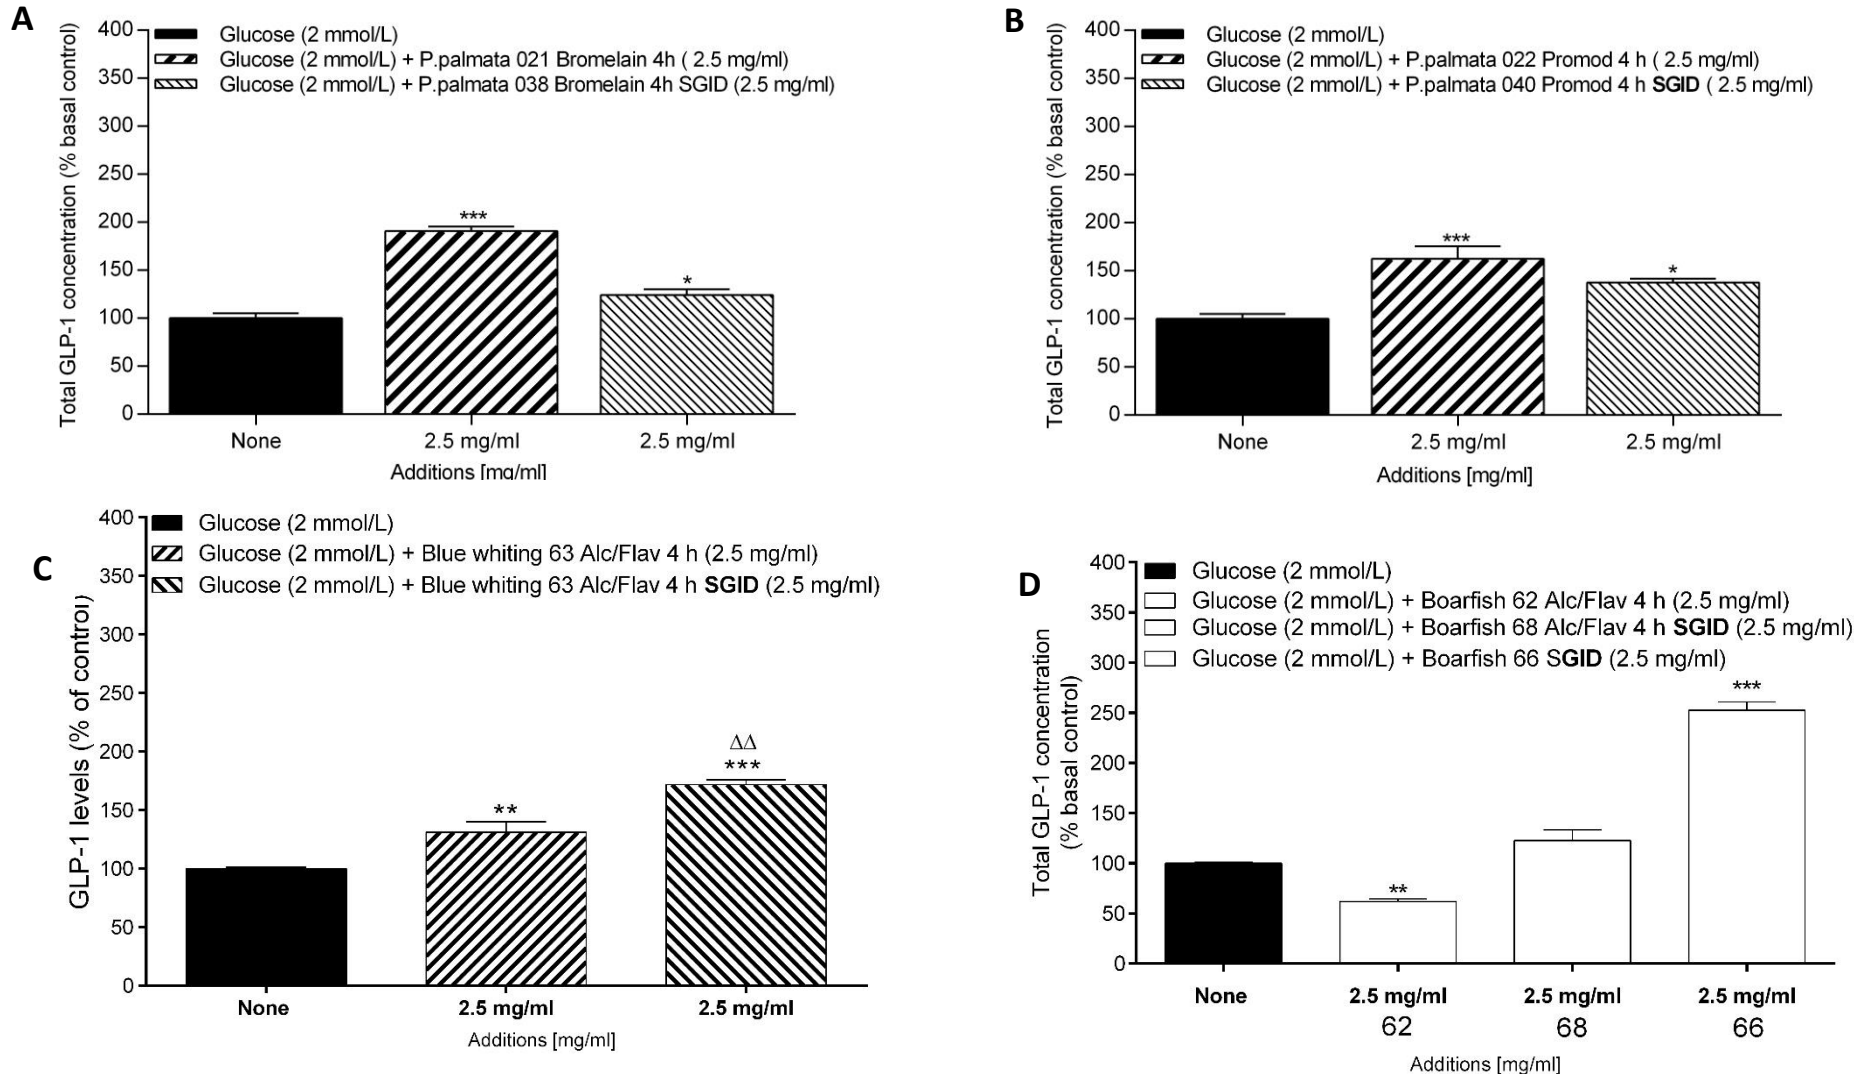 A
Total GLP-1 concentration (% basal control)
400
350
300
250
200
150
100
50
0
Glucose (2 mmol/L)
Glucose (2 mmol/L) + P.palmata 021 Bromelain 4h ( 2.5 mg/ml)
Glucose (2 mmol/L) + P.palmata 038 Bromelain 4h SGID (2.5 mg/ml)
***
*
None 2.5 mg/ml 2.5 mg/ml
Additions [mg/ml]
B
Total GLP-1 concentration (% basal control)
400
350
300
250
200
150
100
50
0
Glucose (2 mmol/L)
Glucose (2 mmol/L) + P.palmata 022 Promod 4 h ( 2.5 mg/ml)
Glucose (2 mmol/L) + P.palmata 040 Promod 4 h SGID ( 2.5 mg/ml)
***
*
None 2.5 mg/ml 2.5 mg/ml
Additions [mg/ml]
C
GLP-1 levels (% of control)
400
350
300
250
200
150
100
50
0
Glucose (2 mmol/L)
Glucose (2 mmol/L) + Blue whiting 63 Alc/Flav 4 h (2.5 mg/ml)
Glucose (2 mmol/L) + Blue whiting 63 Alc/Flav 4 h SGID (2.5 mg/ml)
**
ΔΔ
***
None 2.5 mg/ml 2.5 mg/ml
Additions [mg/ml]
D
Total GLP-1 concentration
(% basal control)
400
350
300
250
200
150
100
50
0
Glucose (2 mmol/L)
Glucose (2 mmol/L) + Boarfish 62 Alc/Flav 4 h (2.5 mg/ml)
Glucose (2 mmol/L) + Boarfish 68 Alc/Flav 4 h SGID (2.5 mg/ml)
Glucose (2 mmol/L) + Boarfish 66 SGID (2.5 mg/ml)
**
***
None 2.5 mg/ml 2.5 mg/ml 2.5 mg/ml
62 68 66
Additions [mg/ml]